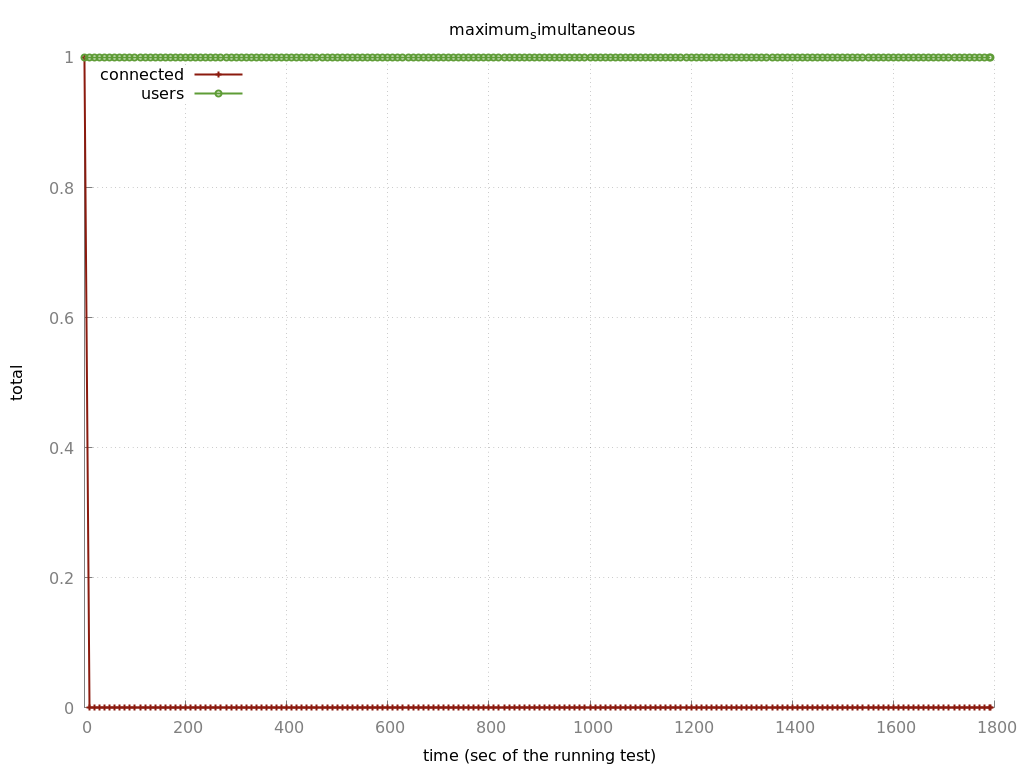 maximumsimultaneous
connected
users
1
0.8
0.6
0.4
0.2
0
total
0 200 400 600 800 1000 1200 1400 1600 1800
time (sec of the running test)